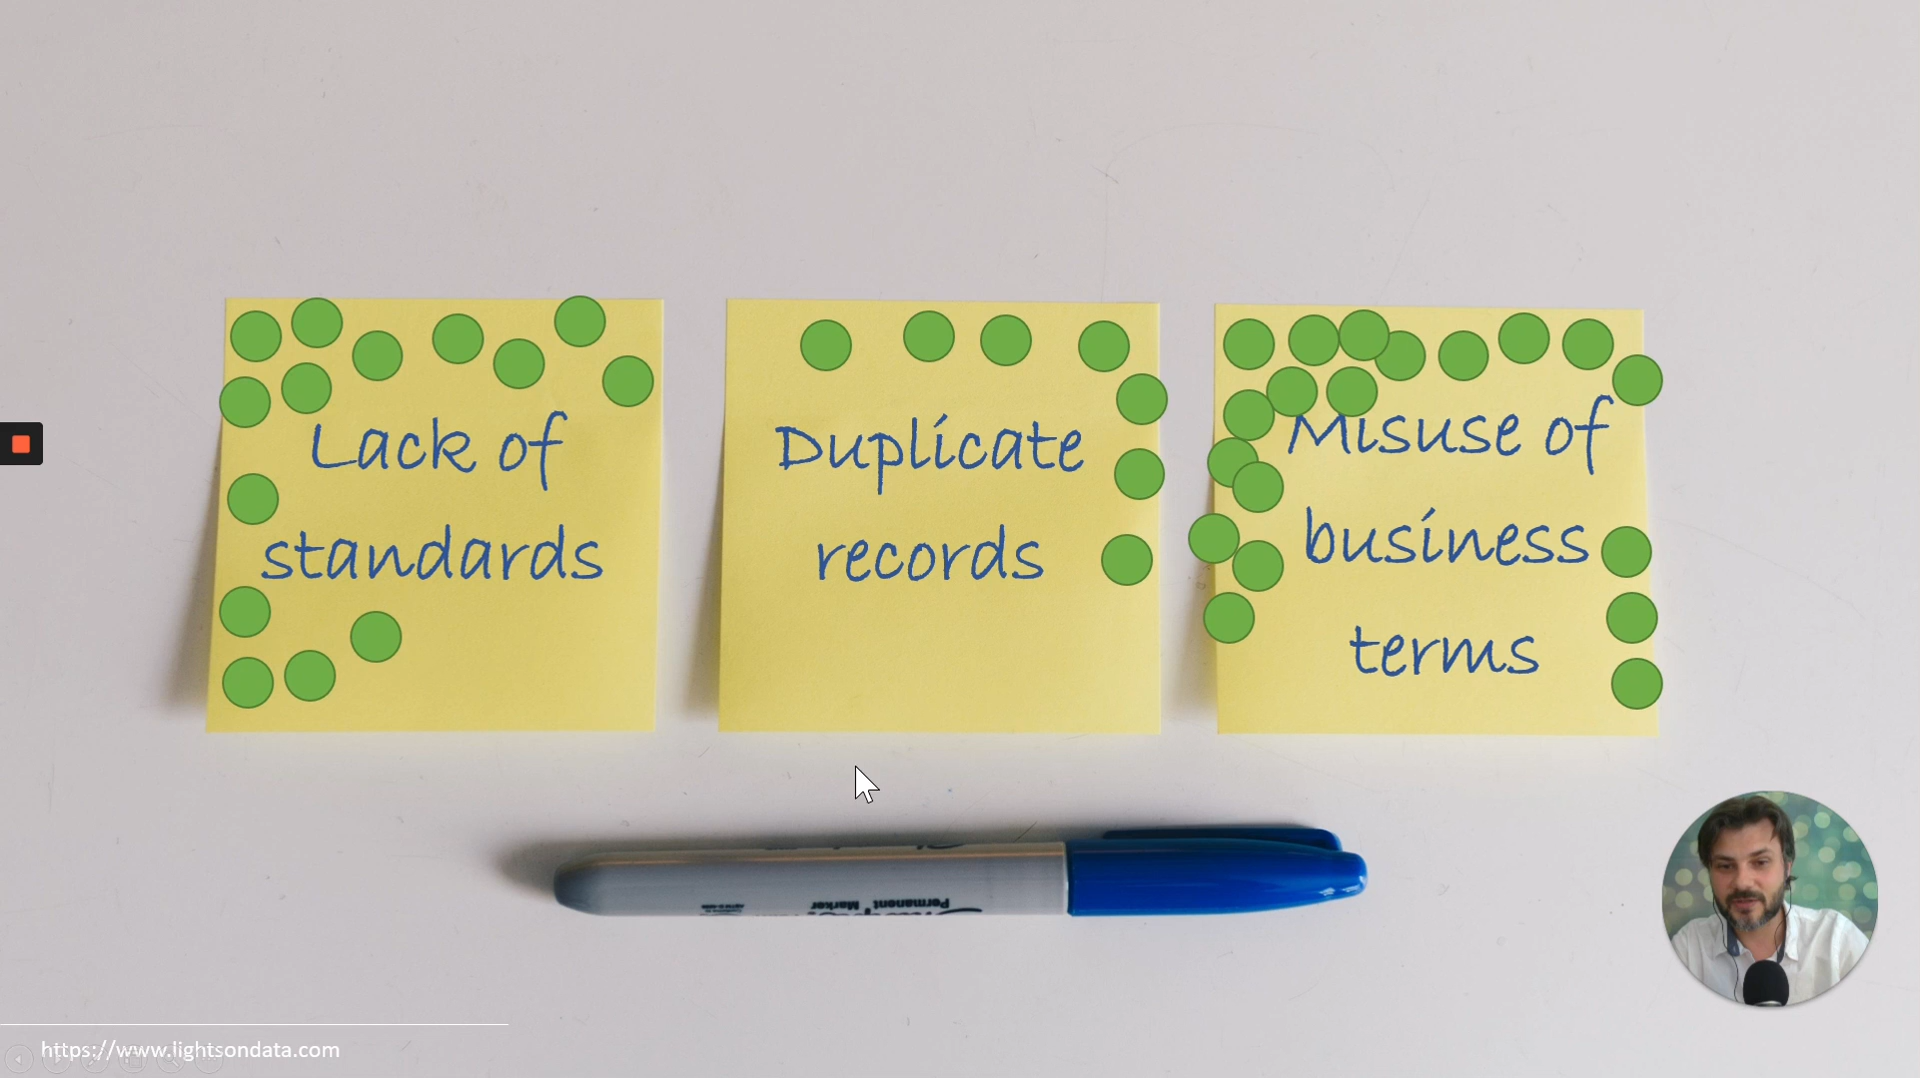 Lack of
standards
Duplicate
records
Misuse of
business
terms
Permanent Marker
https://www.lightsondata.com